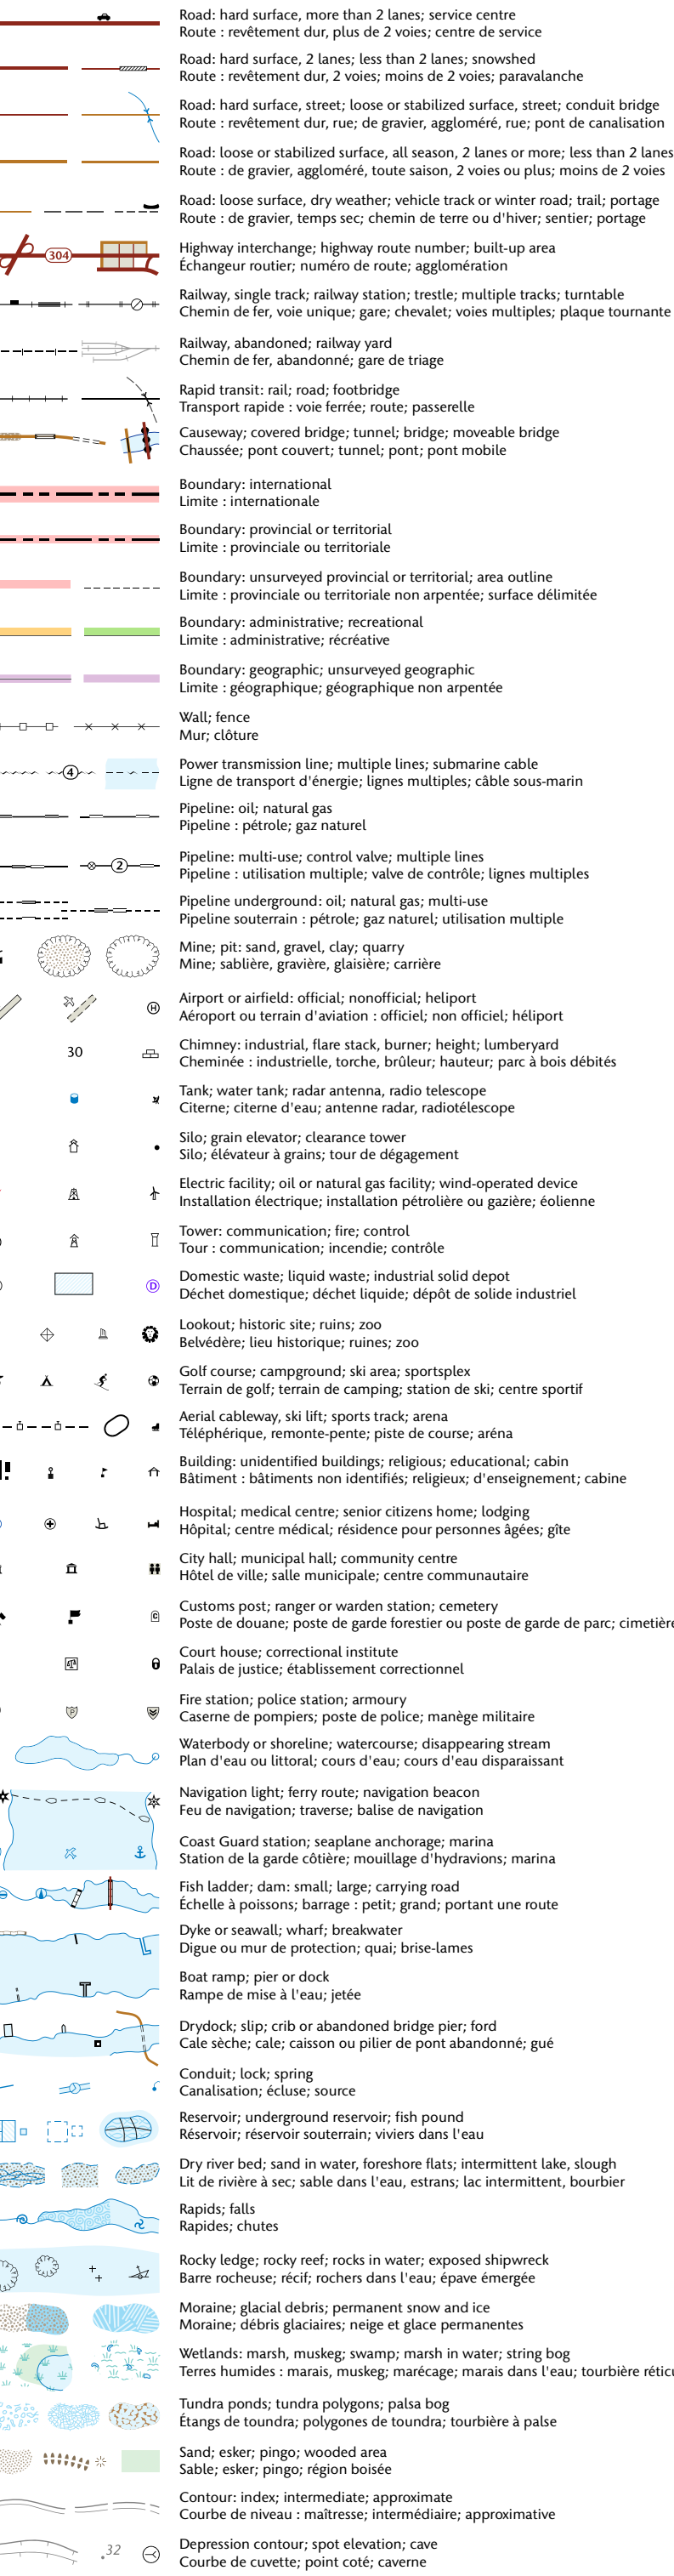 Road: hard surface, more than 2 lanes; service centre
Route : revêtement dur, plus de 2 voies; centre de service
Road: hard surface, 2 lanes; less than 2 lanes; snowshed
Route : revêtement dur, 2 voies; moins de 2 voies; paravalanche
Road: hard surface, street; loose or stabilized surface, street; conduit bridge
Route : revêtement dur, rue; de gravier, aggloméré, rue; pont de canalisation
Road: loose or stabilized surface, all season, 2 lanes or more; less than 2 lanes
Route : de gravier, aggloméré, toute saison, 2 voies ou plus; moins de 2 voies
Road: loose surface, dry weather; vehicle track or winter road; trail; portage
Route : de gravier, temps sec; chemin de terre ou d'hiver; sentier; portage
304
Highway interchange; highway route number; built-up area
Échangeur routier; numéro de route; agglomération
Railway, single track; railway station; trestle; multiple tracks; turntable
Chemin de fer, voie unique; gare; chevalet; voies multiples; plaque tournante
Railway, abandoned; railway yard
Chemin de fer, abandonné; gare de triage
Rapid transit: rail; road; footbridge
Transport rapide : voie ferrée; route; passerelle
Causeway; covered bridge; tunnel; bridge; moveable bridge
Chaussée; pont couvert; tunnel; pont; pont mobile
Boundary: international
Limite : internationale
Boundary: provincial or territorial
Limite : provinciale ou territoriale
Boundary: unsurveyed provincial or territorial; area outline
Limite : provinciale ou territoriale non arpentée; surface délimitée
Boundary: administrative; recreational
Limite : administrative; récréative
Boundary: geographic; unsurveyed geographic
Limite : géographique; géographique non arpentée
Wall; fence
Mur; clôture
4
Power transmission line; multiple lines; submarine cable
Ligne de transport d'énergie; lignes multiples; câble sous-marin
Pipeline: oil; natural gas
Pipeline : pétrole; gaz naturel
2
Pipeline: multi-use; control valve; multiple lines
Pipeline : utilisation multiple; valve de contrôle; lignes multiples
Pipeline underground: oil; natural gas; multi-use
Pipeline souterrain : pétrole; gaz naturel; utilisation multiple
Mine; pit: sand, gravel, clay; quarry
Mine; sablière, gravière, glaisière; carrière
H
Airport or airfield: official; nonofficial; heliport
Aéroport ou terrain d'aviation : officiel; non officiel; héliport
30
Chimney: industrial, flare stack, burner; height; lumberyard
Cheminée : industrielle, torche, brûleur; hauteur; parc à bois débités
Tank; water tank; radar antenna, radio telescope
Citerne; citerne d'eau; antenne radar, radiotélescope
Silo; grain elevator; clearance tower
Silo; élévateur à grains; tour de dégagement
Electric facility; oil or natural gas facility; wind-operated device
Installation électrique; installation pétrolière ou gazière; éolienne
Tower: communication; fire; control
Tour : communication; incendie; contrôle
D
Domestic waste; liquid waste; industrial solid depot
Déchet domestique; déchet liquide; dépôt de solide industriel
Lookout; historic site; ruins; zoo
Belvédère; lieu historique; ruines; zoo
Golf course; campground; ski area; sportsplex
Terrain de golf; terrain de camping; station de ski; centre sportif
Aerial cableway, ski lift; sports track; arena
Téléphérique, remonte-pente; piste de course; aréna
Building: unidentified buildings; religious; educational; cabin
Bâtiment : bâtiments non identifiés; religieux; d'enseignement; cabine
Hospital; medical centre; senior citizens home; lodging
Hôpital; centre médical; résidence pour personnes âgées; gîte
City hall; municipal hall; community centre
Hôtel de ville; salle municipale; centre communautaire
C
Customs post; ranger or warden station; cemetery
Poste de douane; poste de garde forestier ou poste de garde de parc; cimetière
Court house; correctional institute
Palais de justice; établissement correctionnel
P
Fire station; police station; armoury
Caserne de pompiers; poste de police; manège militaire
Waterbody or shoreline; watercourse; disappearing stream
Plan d'eau ou littoral; cours d'eau; cours d'eau disparaissant
Navigation light; ferry route; navigation beacon
Feu de navigation; traverse; balise de navigation
Coast Guard station; seaplane anchorage; marina
Station de la garde côtière; mouillage d'hydravions; marina
Fish ladder; dam: small; large; carrying road
Échelle à poissons; barrage : petit; grand; portant une route
Dyke or seawall; wharf; breakwater
Digue ou mur de protection; quai; brise-lames
Boat ramp; pier or dock
Rampe de mise à l'eau; jetée
Drydock; slip; crib or abandoned bridge pier; ford
Cale sèche; cale; caisson ou pilier de pont abandonné; gué
Conduit; lock; spring
Canalisation; écluse; source
Reservoir; underground reservoir; fish pound
Réservoir; réservoir souterrain; viviers dans l'eau
Dry river bed; sand in water, foreshore flats; intermittent lake, slough
Lit de rivière à sec; sable dans l'eau, estrans; lac intermittent, bourbier
Rapids; falls
Rapides; chutes
Rocky ledge; rocky reef; rocks in water; exposed shipwreck
Barre rocheuse; récif; rochers dans l'eau; épave émergée
Moraine; glacial debris; permanent snow and ice
Moraine; débris glaciaires; neige et glace permanentes
Wetlands: marsh, muskeg; swamp; marsh in water; string bog
Terres humides : marais, muskeg; marécage; marais dans l'eau; tourbière
Tundra ponds; tundra polygons; palsa bog
Étangs de toundra; polygones de toundra; tourbière à palse
Sand; esker; pingo; wooded area
Sable; esker; pingo; région boisée
Contour: index; intermediate; approximate
Courbe de niveau : maîtresse; intermédiaire; approximative
.32
Depression contour; spot elevation; cave
Courbe de cuvette; point coté; caverne